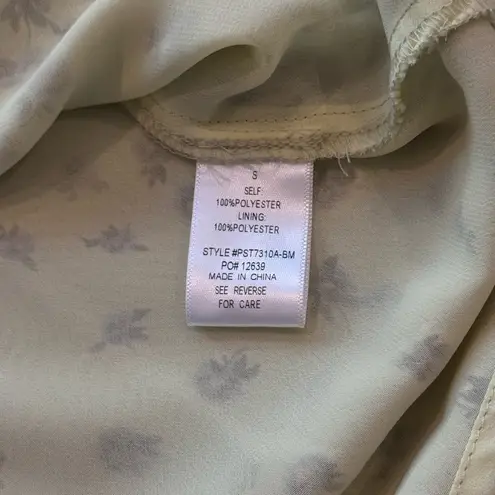 S
SELF:
100%POLYESTER
LINING:
100%POLYESTER
STYLE #PST7310A-BM
PO# 12639
MADE IN CHINA
SEE REVERSE
FOR CARE